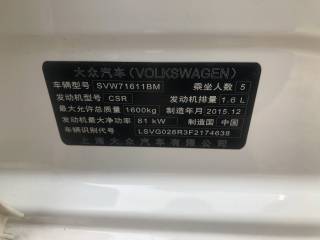 大众汽车(VOLKSWAGEN)
车辆型号 SVW71611BM 乘坐人数 5
发动机型号 CSR 发动机排量 1.6 L
最大允许总质量 1600kg 制造年月 2015.12
发动机最大净功率 81 kW 制造国 中国
车辆识别代号 LSVG026R3F2174638
上海大众汽车有限公司